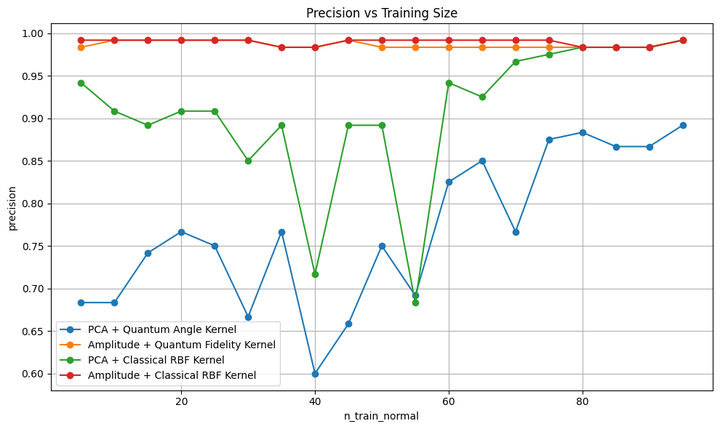 Precision vs Training Size
precision
1.00
0.95
0.90
0.85
0.80
0.75
0.70
0.65
0.60
PCA + Quantum Angle Kernel
Amplitude + Quantum Fidelity Kernel
PCA + Classical RBF Kernel
Amplitude + Classical RBF Kernel
20 40 60 80
n_train_normal